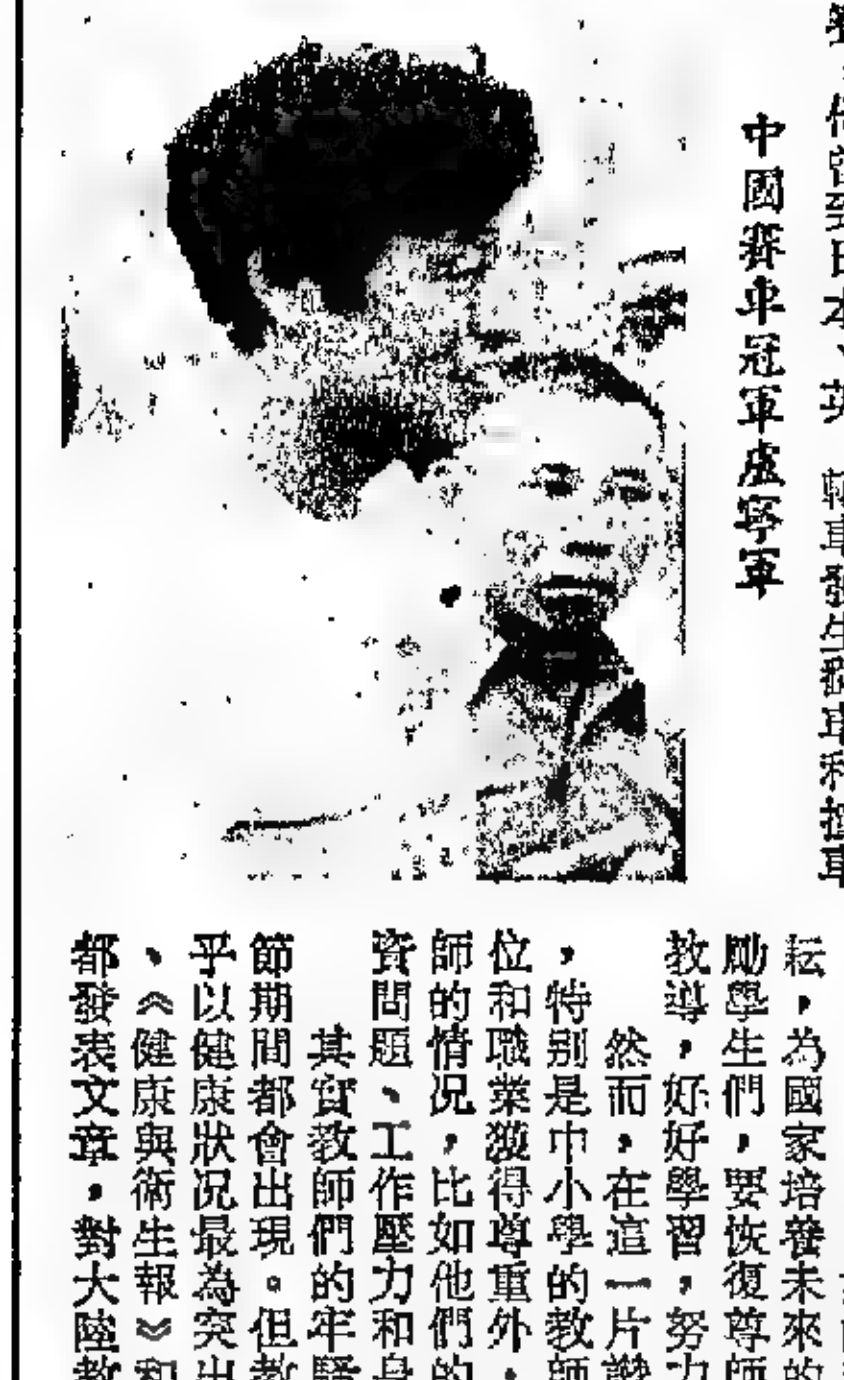 中國賽車冠軍盧寧軍
耘，為國家培養未來的
勵學生們，要恢復尊師
教導，好好學習，努力
然而，在這一片讚
，特别是中小學的教師
位和職業獲得尊重外，
師的情况，比如他們的
資問題、工作壓力和身
其實教師們的牢騷
節期間都會出現。但教
乎以健康狀况最為突出
、《健康與衛生報》和
都發表文章，對大陸教